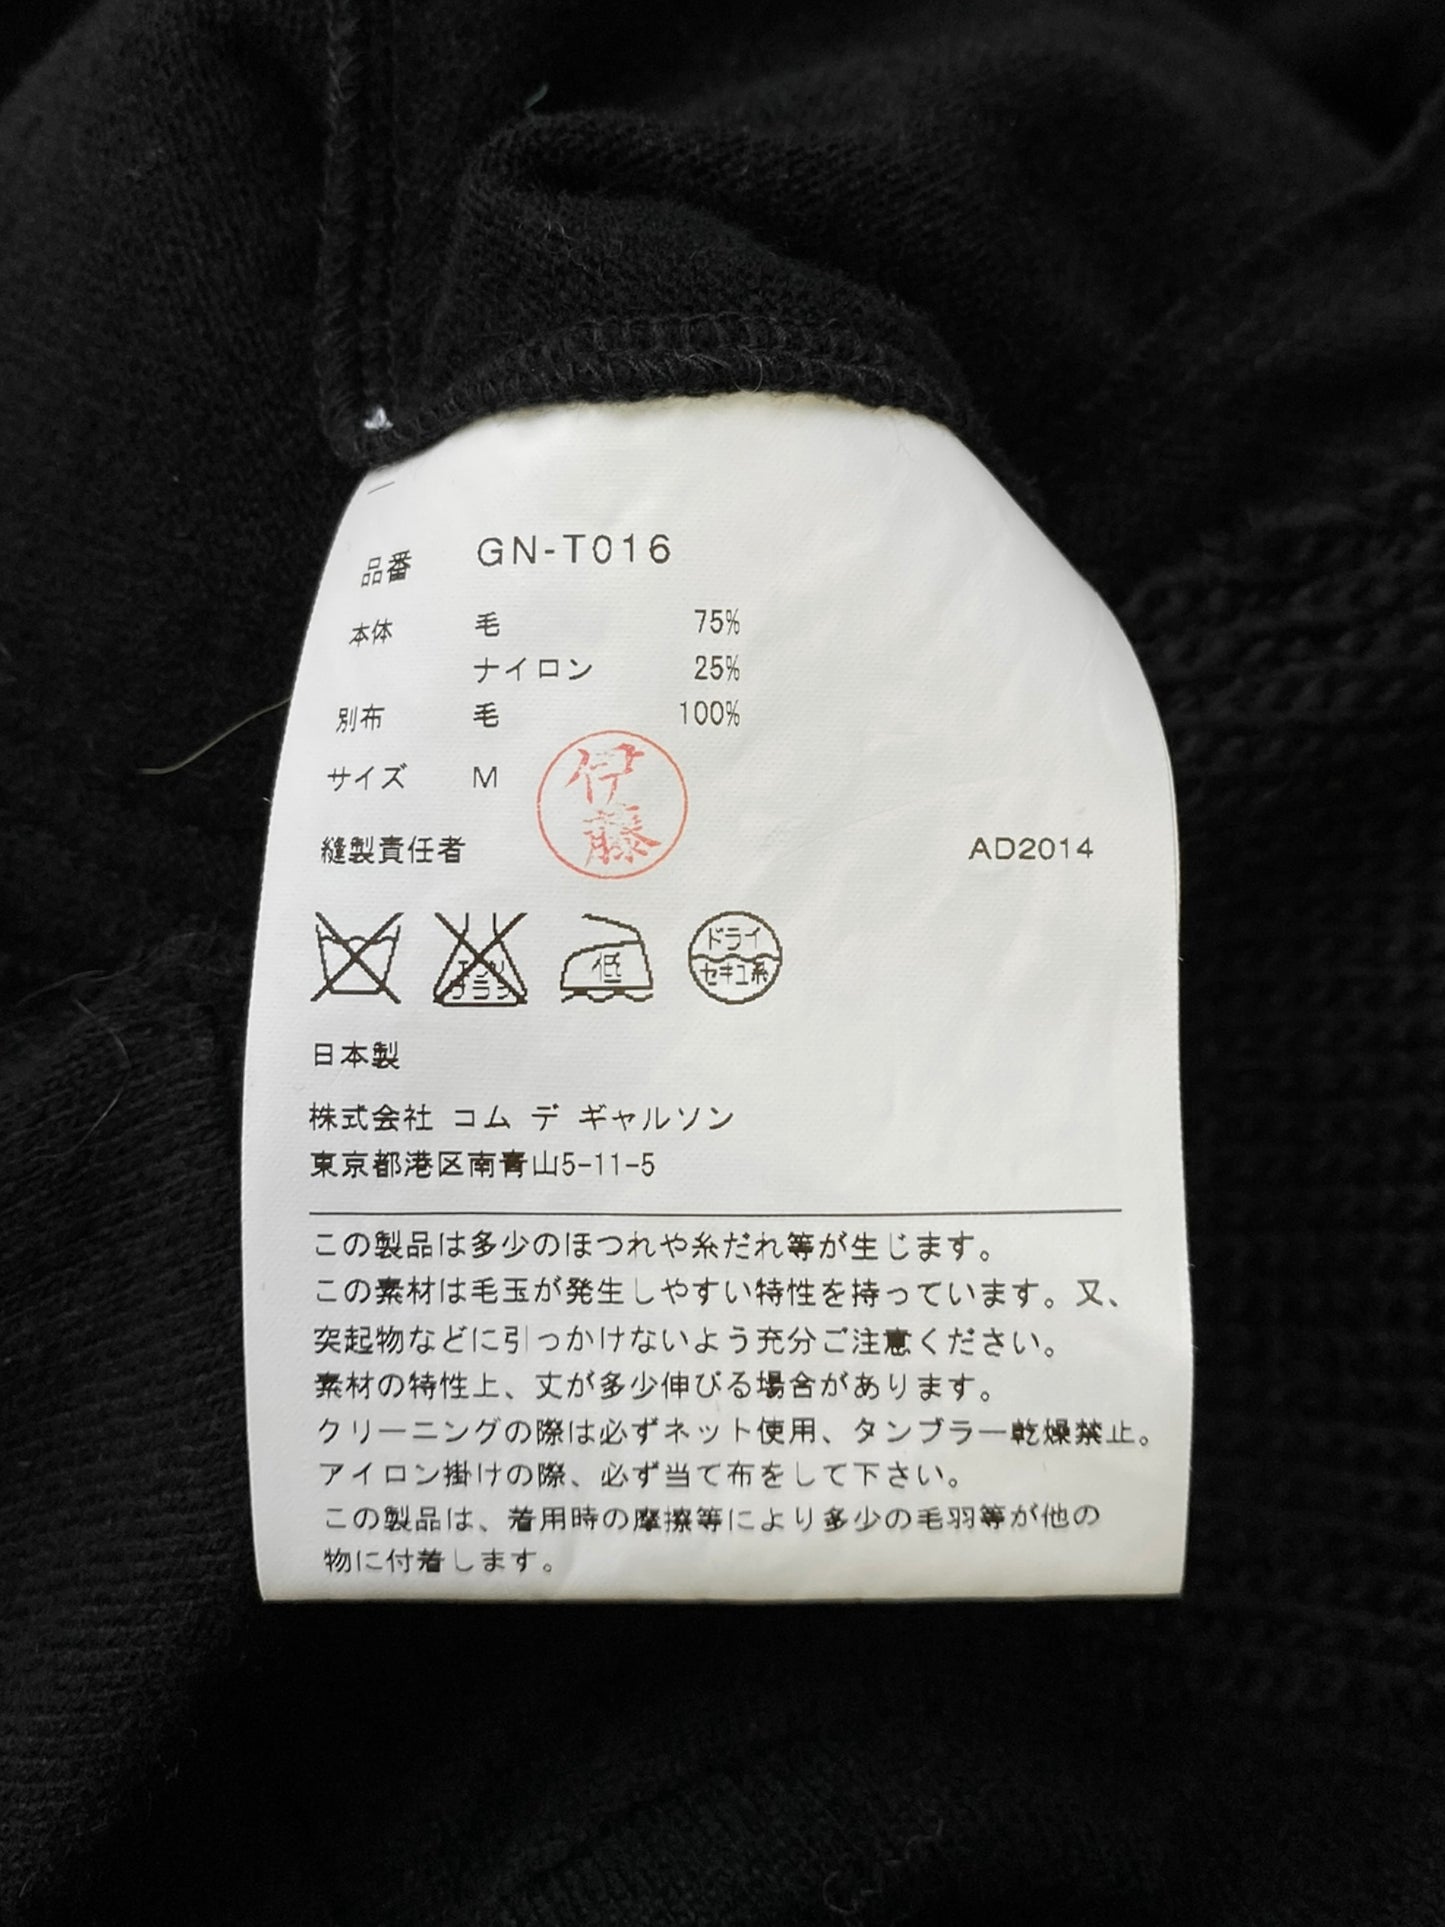 品番 GN-T016
本体 毛 75%
ナイロン 25%
別布 毛 100%
サイズ M
伊藤
縫製責任者 AD2014
エンソサラシ 低 ドライ セキユ系
日本製
株式会社 コム デ ギャルソン
東京都港区南青山5-11-5
この製品は多少のほつれや糸だれ等が生じます。
この素材は毛玉が発生しやすい特性を持っています。又、
突起物などに引っかけないよう充分ご注意ください。
素材の特性上、丈が多少伸びる場合があります。
クリーニングの際は必ずネット使用、タンブラー乾燥禁止。
アイロン掛けの際、必ず当て布をして下さい。
この製品は、着用時の摩擦等により多少の毛羽等が他の
物に付着します。